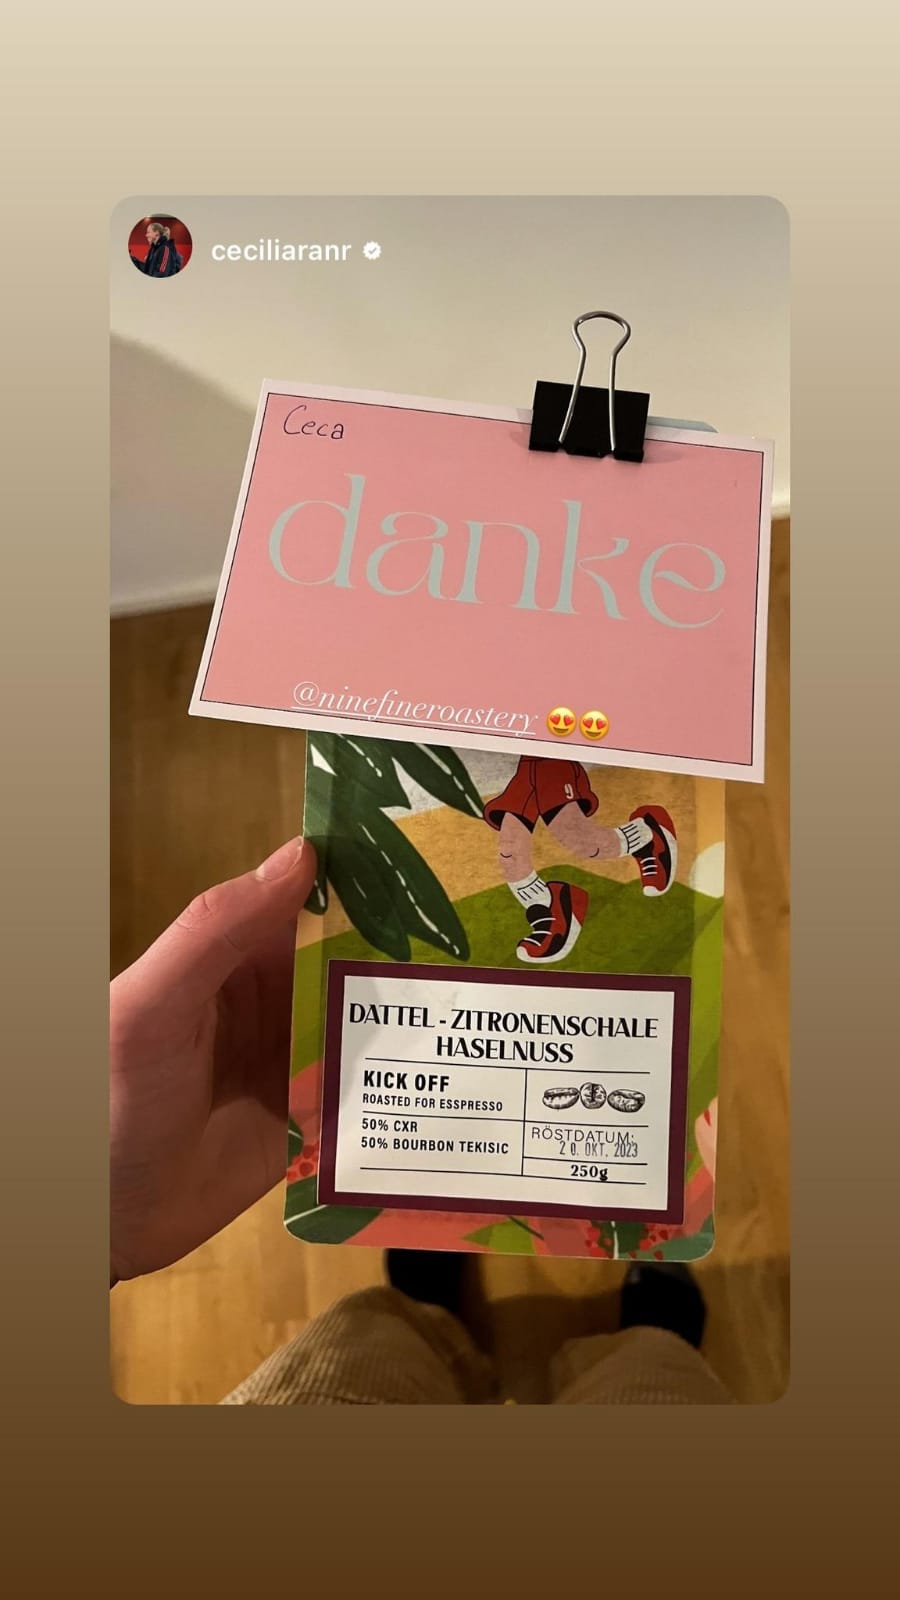 ceciliaranr
Ceca
danke
@ninefineroastery 😍😍
9
DATTEL - ZITRONENSCHALE
HASELNUSS
KICK OFF
ROASTED FOR ESSPRESSO
50% CXR
50% BOURBON TEKISIC
RÖSTDATUM:
20. OKT. 2023
250g